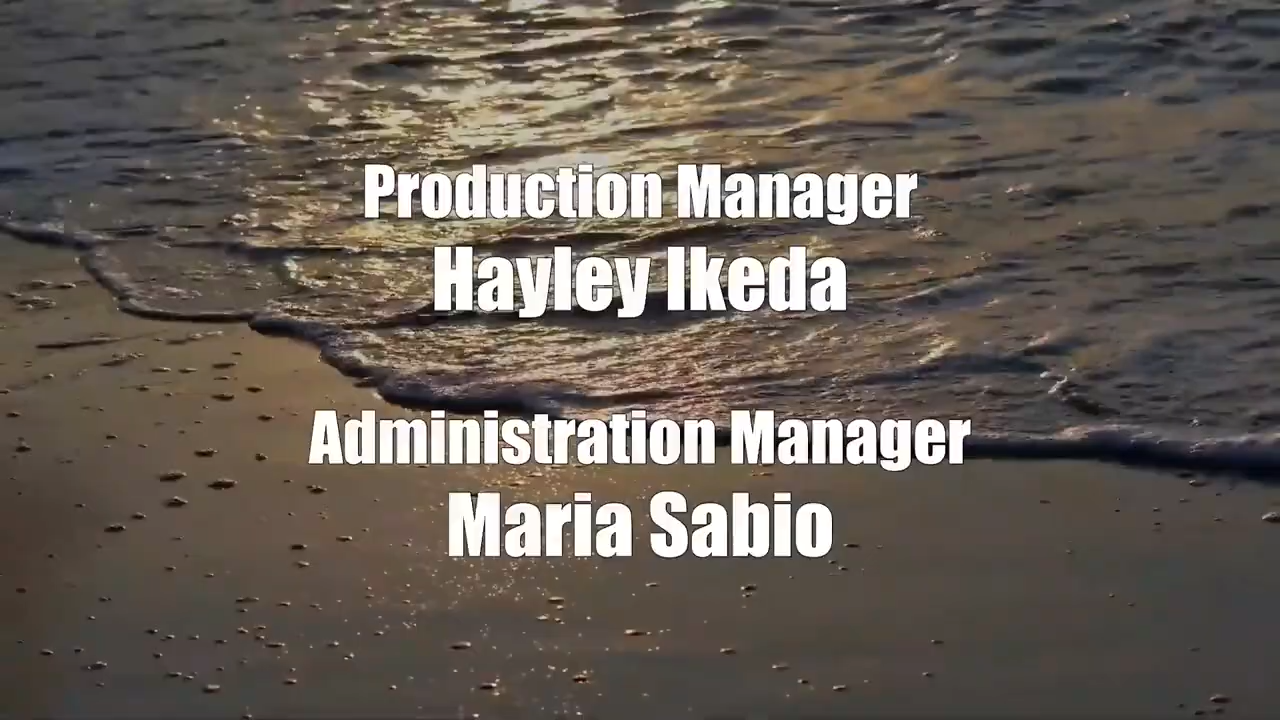 Production Manager
Hayley Ikeda
Administration Manager
Maria Sabio